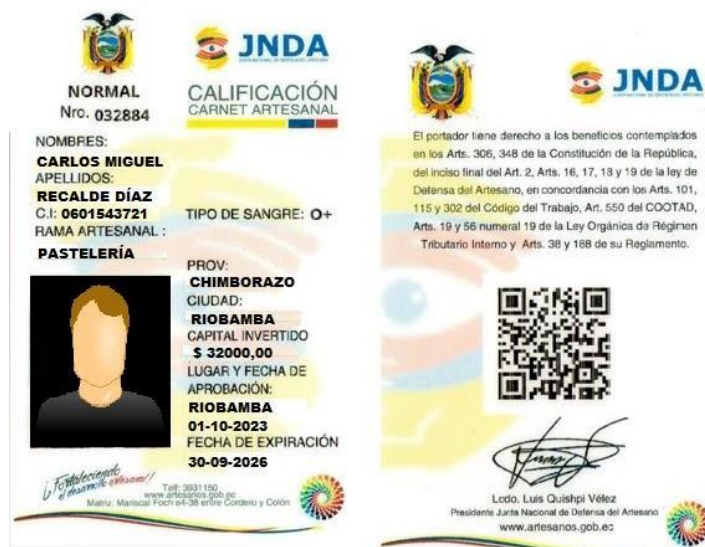 NORMAL
Nro. 032884
JNDA
CALIFICACIÓN
CARNET ARTESANAL
NOMBRES:
CARLOS MIGUEL
APELLIDOS:
RECALDE DÍAZ
C.I: 0601543721
TIPO DE SANGRE: O+
RAMA ARTESANAL :
PASTELERÍA
PROV:
CHIMBORAZO
CIUDAD:
RIOBAMBA
CAPITAL INVERTIDO
$ 32000,00
LUGAR Y FECHA DE
APROBACIÓN:
RIOBAMBA
01-10-2023
FECHA DE EXPIRACIÓN
30-09-2026
¡Fortaleciendo
el desarrollo artesanal!
Telf: 3931150
www.artesanos.gob.ec
Matriz: Mariscal Foch e4-38 entre Cordero y Colón
JNDA
El portador tiene derecho a los beneficios contemplados
en los Arts. 306, 348 de la Constitución de la República,
del inciso final del Art. 2, Arts. 16, 17, 18 y 19 de la ley de
Defensa del Artesano, en concordancia con los Arts. 101,
115 y 302 del Código del Trabajo, Art. 550 del COOTAD,
Arts. 19 y 56 numeral 19 de la Ley Orgánica de Régimen
Tributario Interno y Arts. 38 y 188 de su Reglamento.
Lcdo. Luis Quishpi Vélez
Presidente Junta Nacional de Defensa del Artesano
www.artesanos.gob.ec